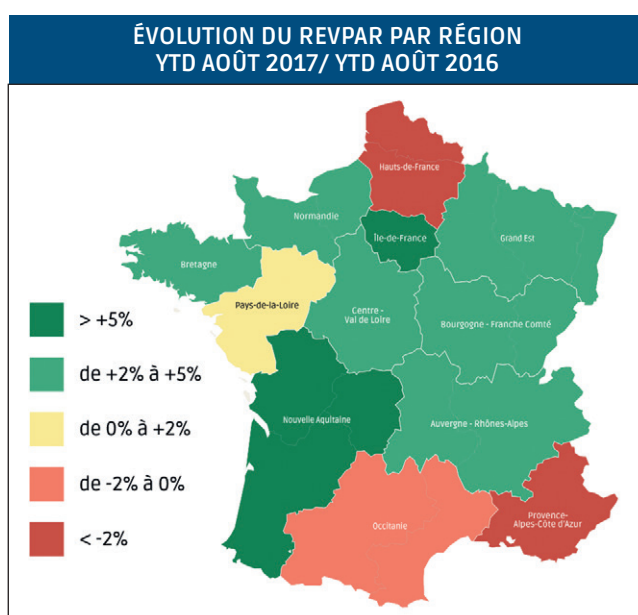 ÉVOLUTION DU REVPAR PAR RÉGION
YTD AOÛT 2017/ YTD AOÛT 2016
Hauts-de-France
Normandie
Île-de-France
Grand Est
Bretagne
Pays-de-la-Loire
Centre -
Val de Loire
Bourgogne - Franche Comté
Nouvelle Aquitaine
Auvergne - Rhônes-Alpes
Occitanie
Provence-
Alpes-Côte d'Azur
> +5%
de +2% à +5%
de 0% à +2%
de -2% à 0%
< -2%